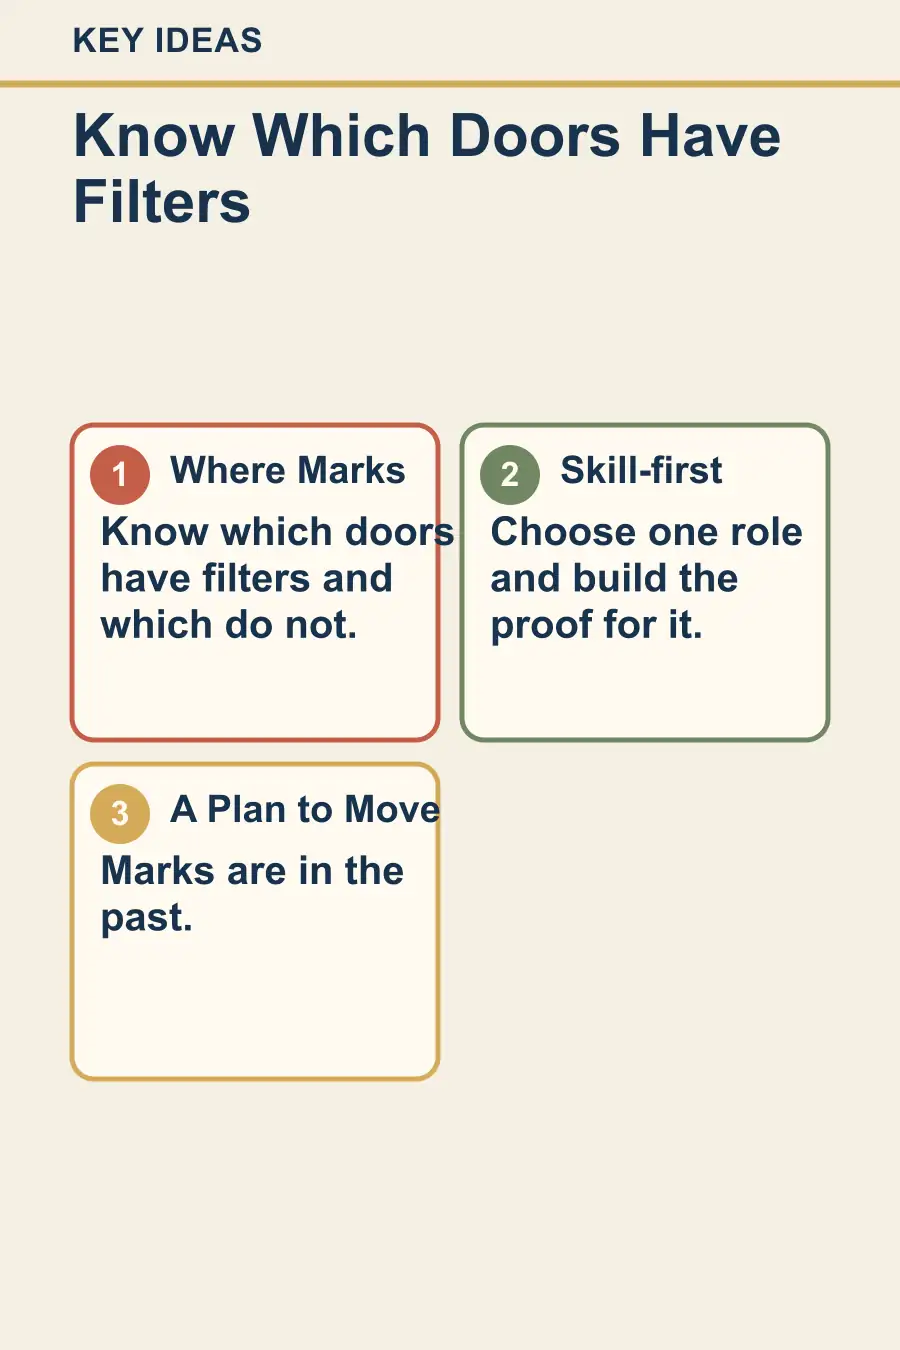 KEY IDEAS
Know Which Doors Have
Filters
1 Where Marks
Know which doors
have filters and
which do not.
2 Skill-first
Choose one role
and build the
proof for it.
3 A Plan to Move
Marks are in the
past.